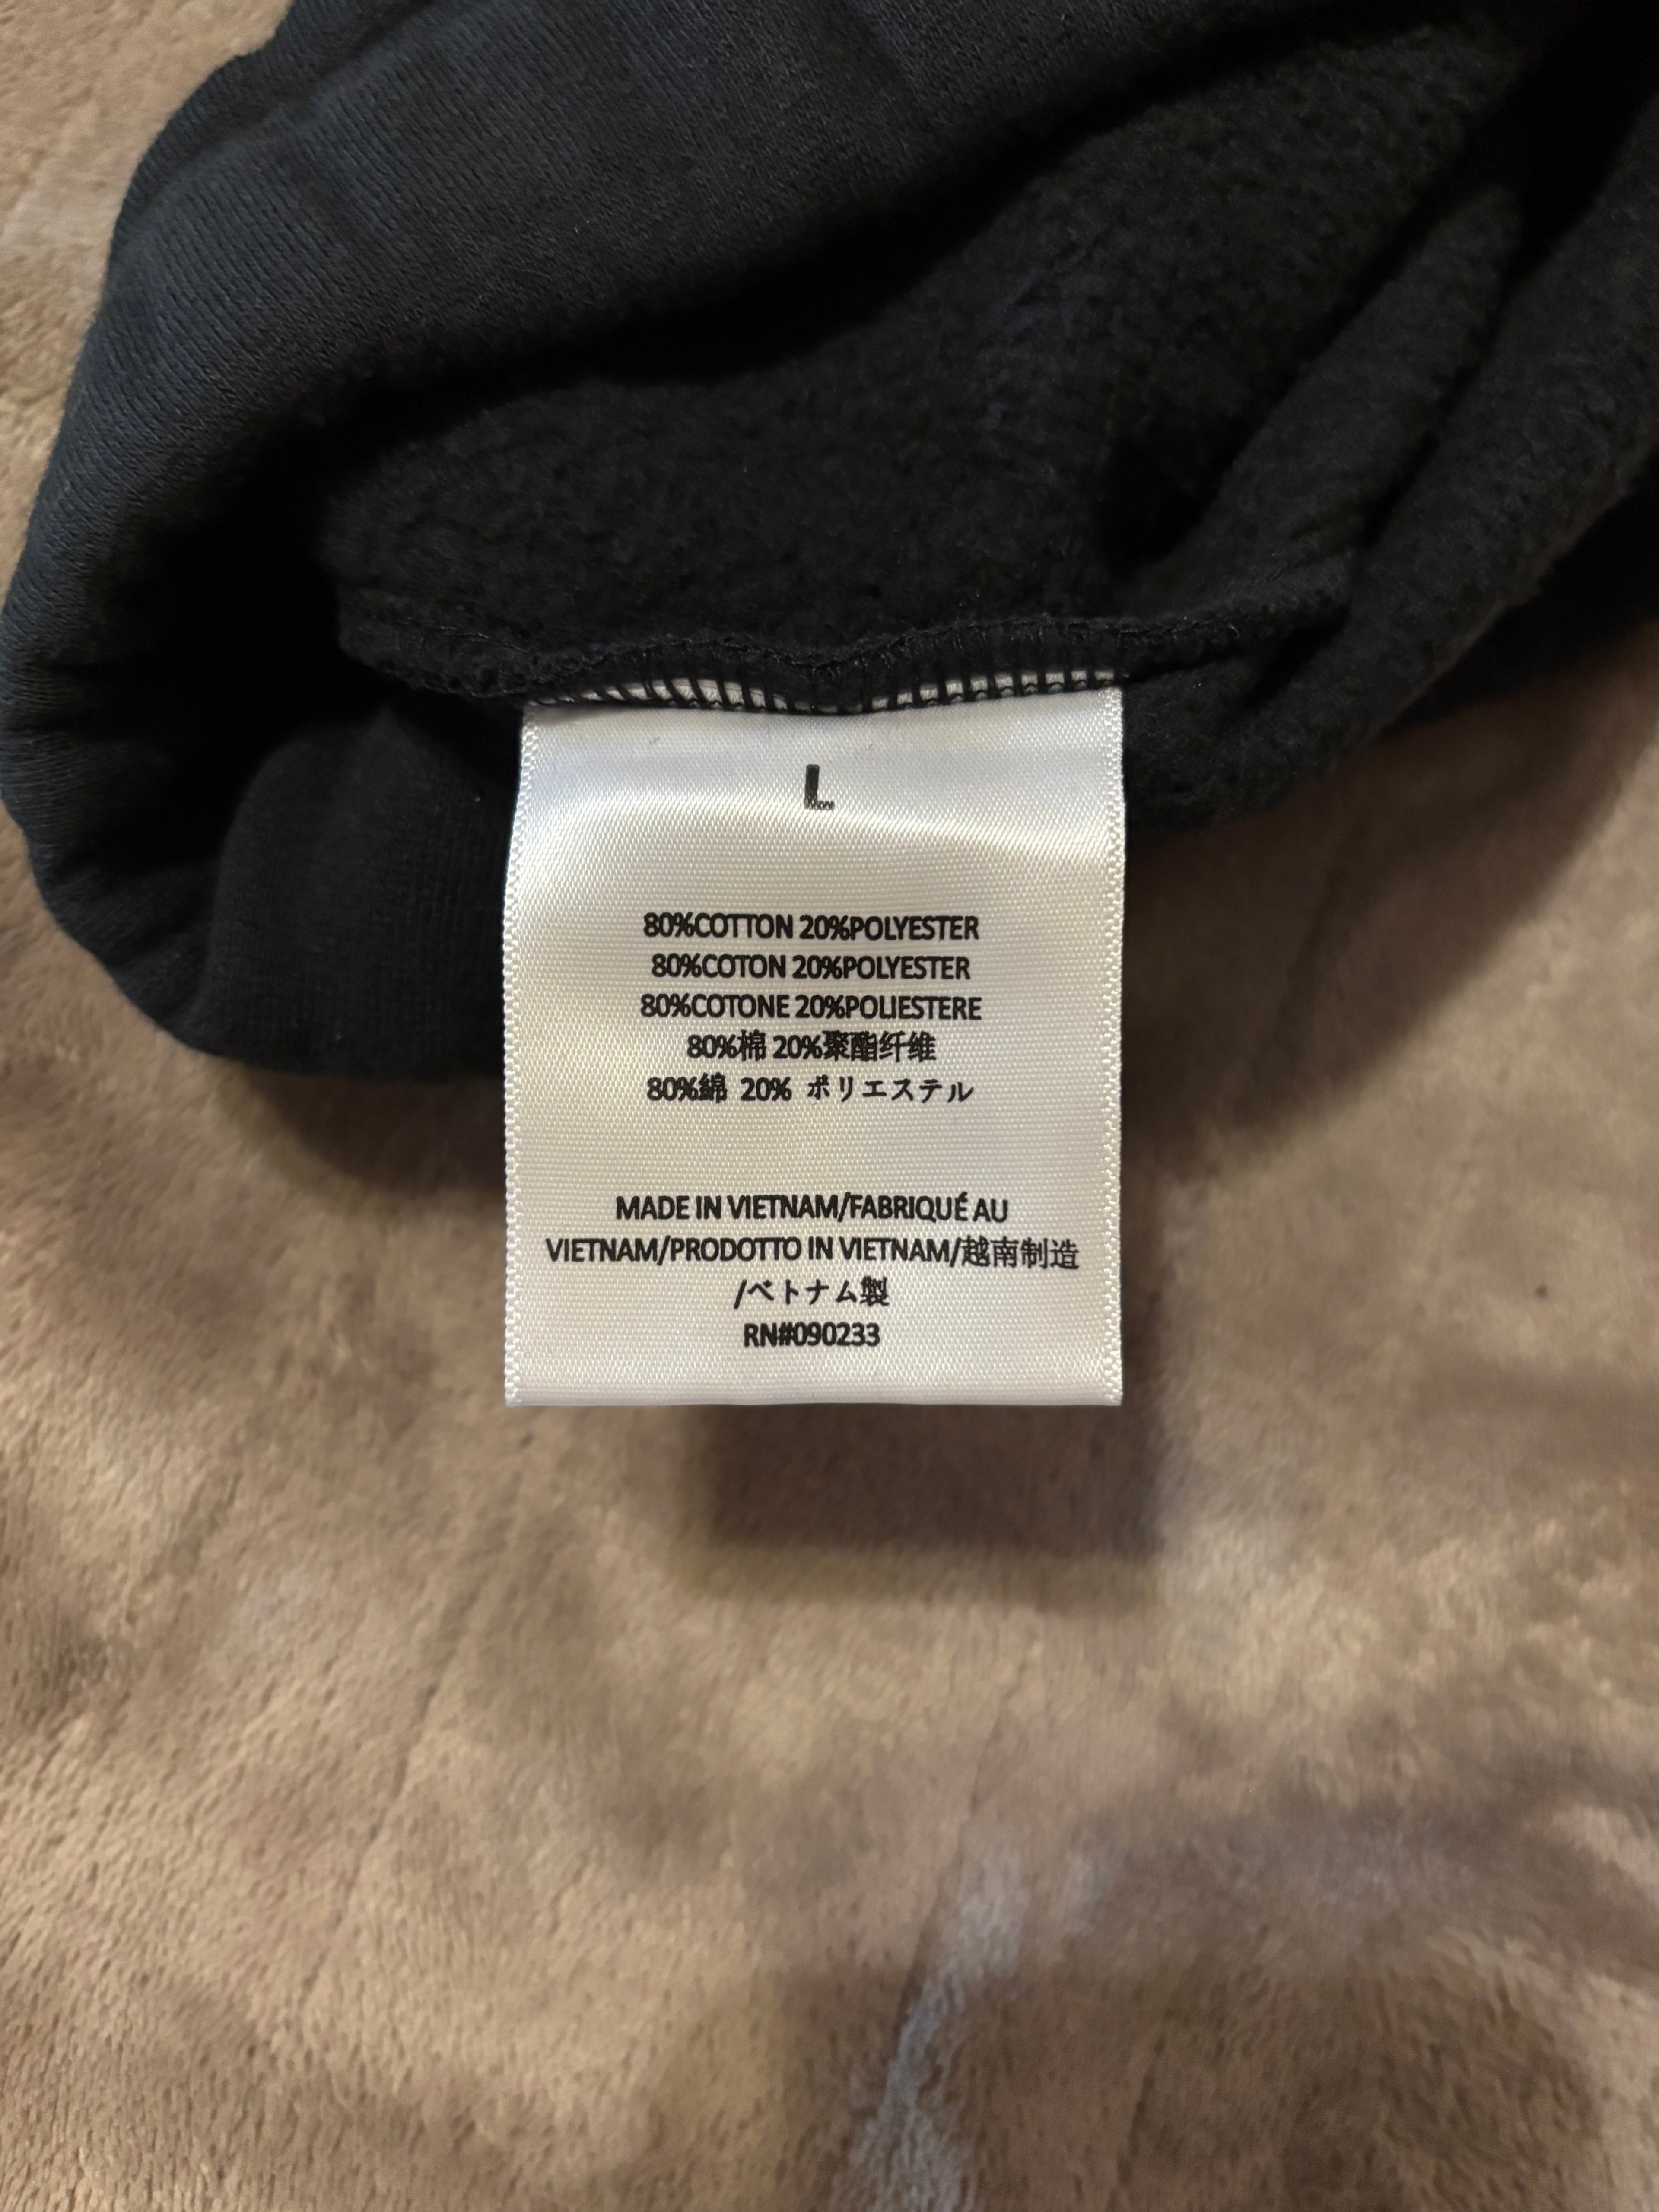 L
80%COTTON 20%POLYESTER
80%COTON 20%POLYESTER
80%COTONE 20%POLIESTERE
80%棉 20%聚酯纤维
80%綿 20% ポリエステル
MADE IN VIETNAM/FABRIQUÉ AU
VIETNAM/PRODOTTO IN VIETNAM/越南制造
/ベトナム製
RN#090233